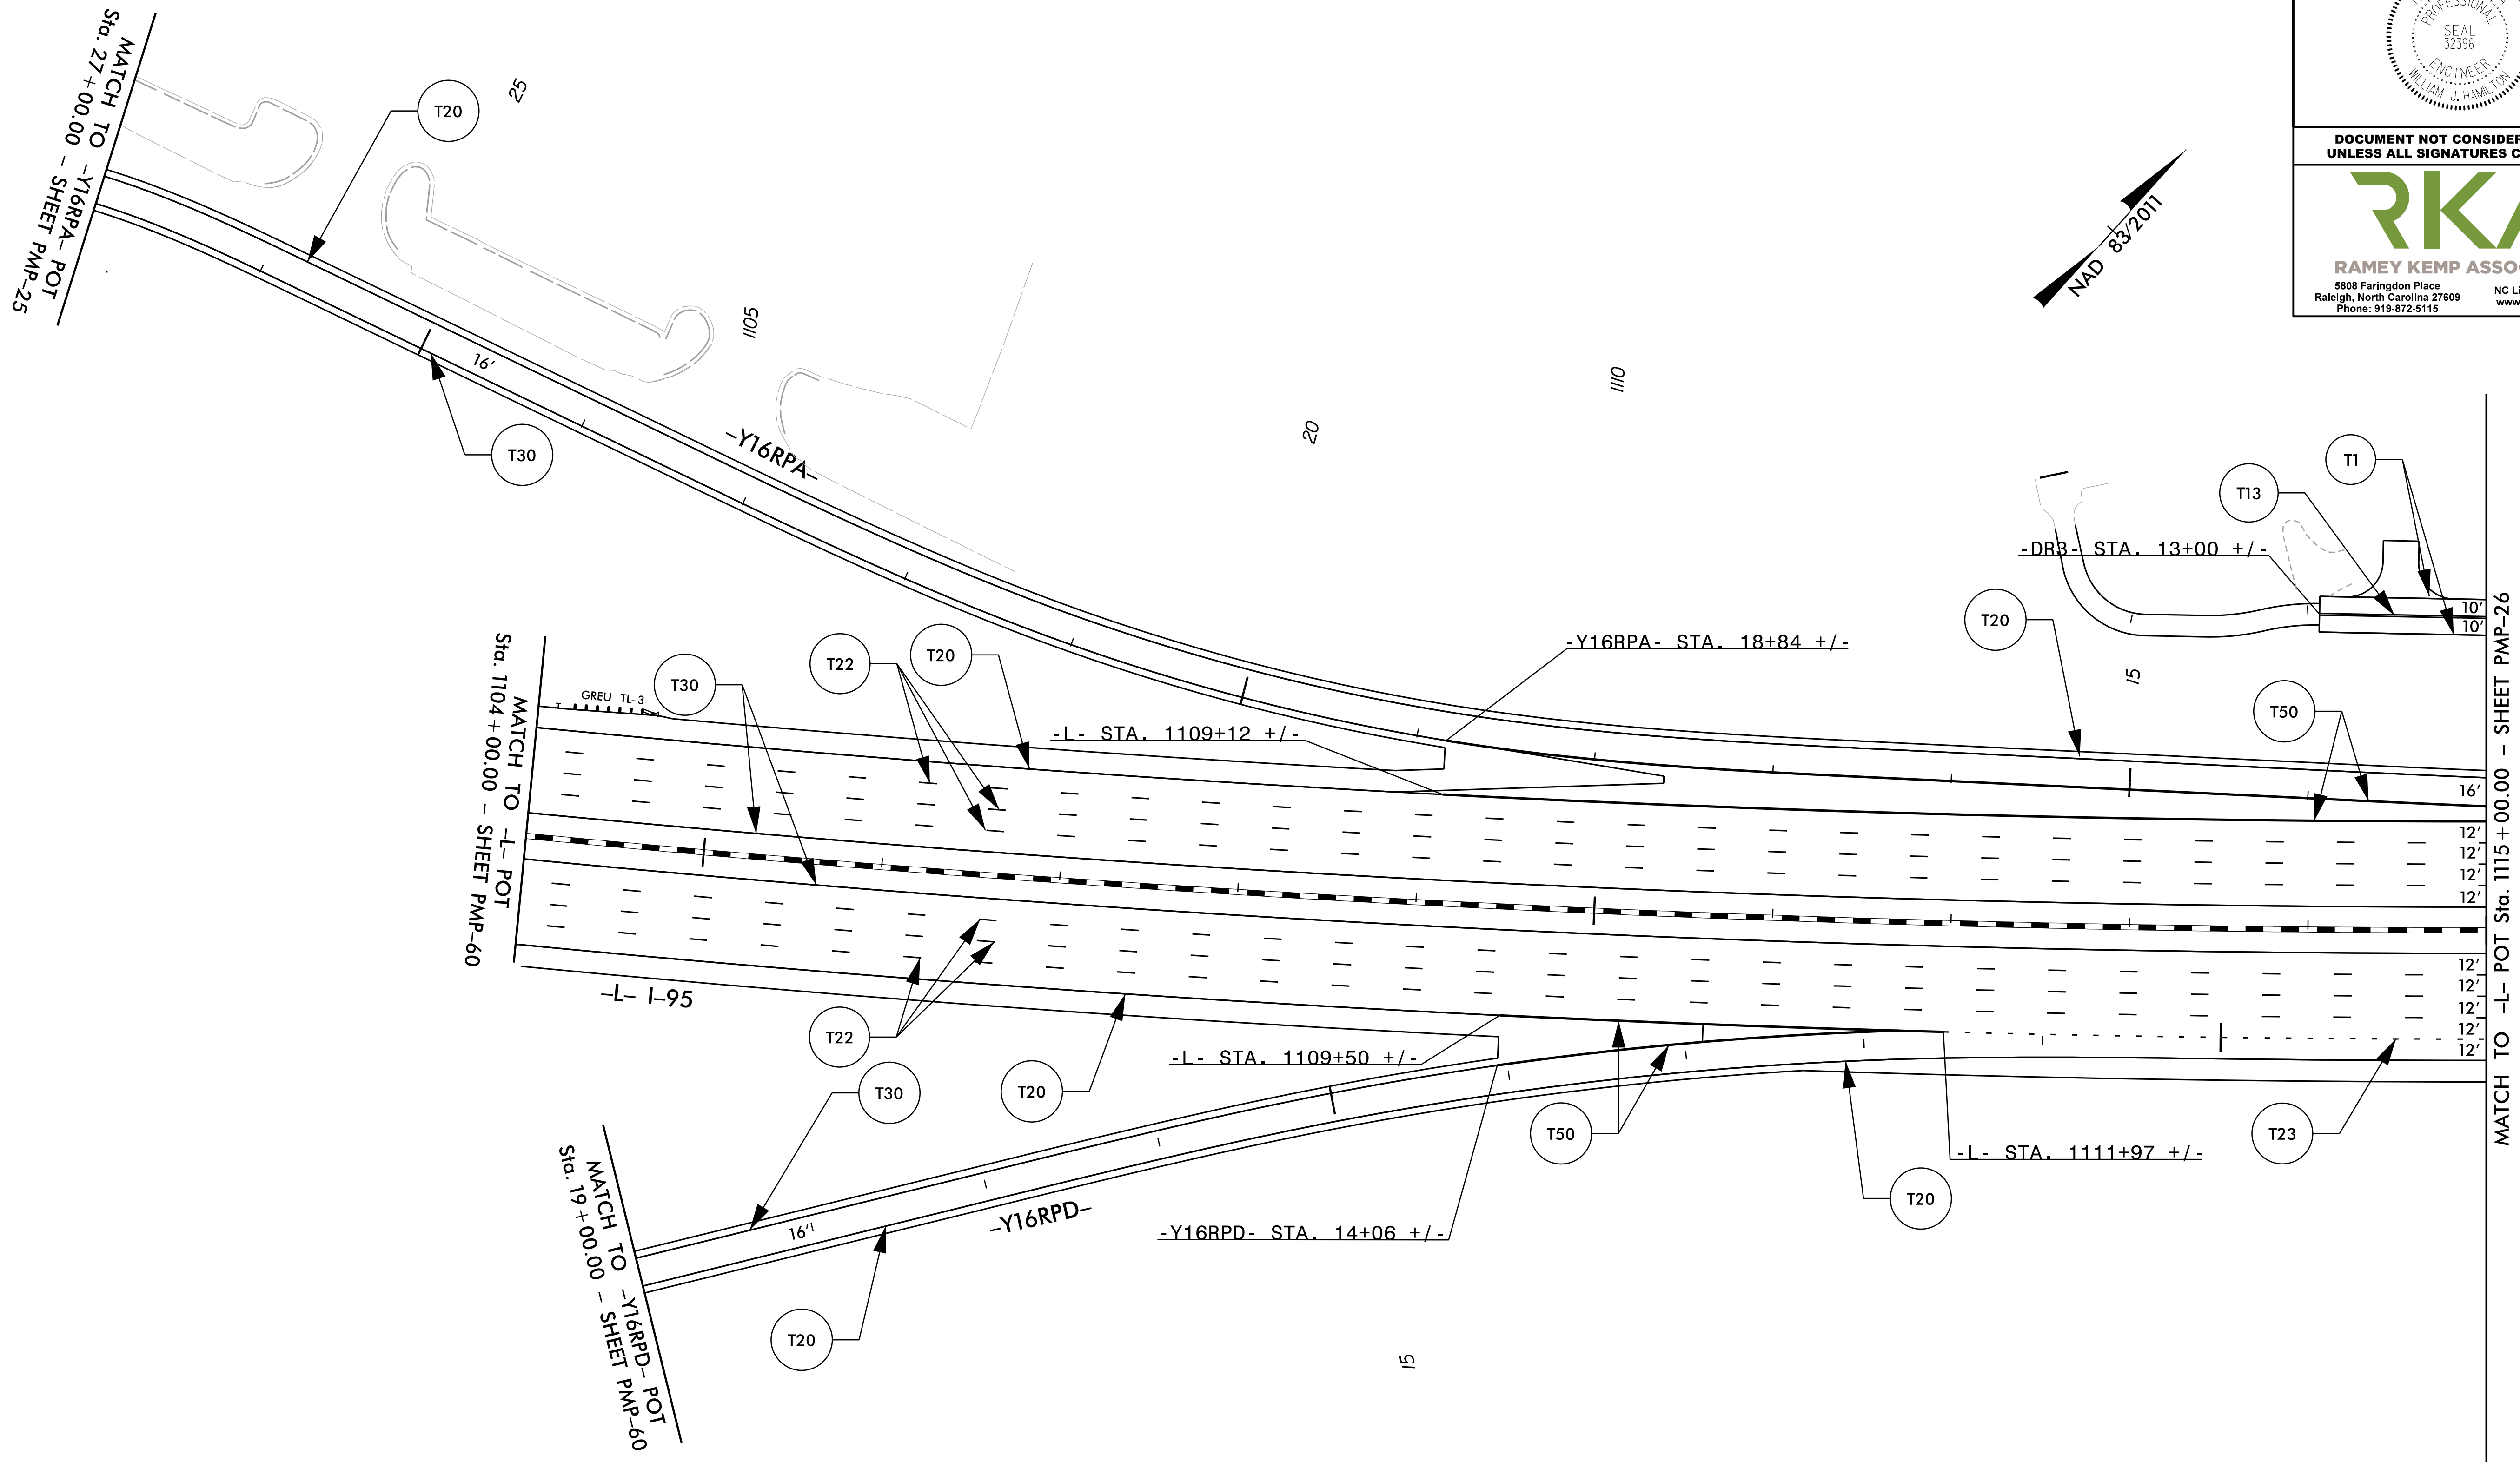 MATCH TO -Y16RPA- POT
Sta. 27+00.00 - SHEET PMP-25
T20
25
T30
16'
-Y16RPA-
1105
20
1110
NAD 83/2011
PROFESSIONAL
SEAL
32396
ENGINEER
WILLIAM J. HAMILTON
DOCUMENT NOT CONSIDER
UNLESS ALL SIGNATURES C
RK
RAMEY KEMP ASSO
5808 Faringdon Place
Raleigh, North Carolina 27609
Phone: 919-872-5115
NC Li
www
T1
T13
-DR3- STA. 13+00 +/-
10'
10'
T20
15
T50
-Y16RPA- STA. 18+84 +/-
-L- STA. 1109+12 +/-
T30
T22
T20
GREU TL-3
MATCH TO -L- POT
Sta. 1104+00.00 - SHEET PMP-60
16'
12'
12'
12'
12'
12'
12'
12'
12'
12'
MATCH TO -L- POT Sta. 1115+00.00 - SHEET PMP-26
-L- I-95
T22
T30
T20
-L- STA. 1109+50 +/-
T50
-L- STA. 1111+97 +/-
T23
T20
-Y16RPD- STA. 14+06 +/-
-Y16RPD-
16'
T20
15
MATCH TO -Y16RPD- POT
Sta. 19+00.00 - SHEET PMP-60